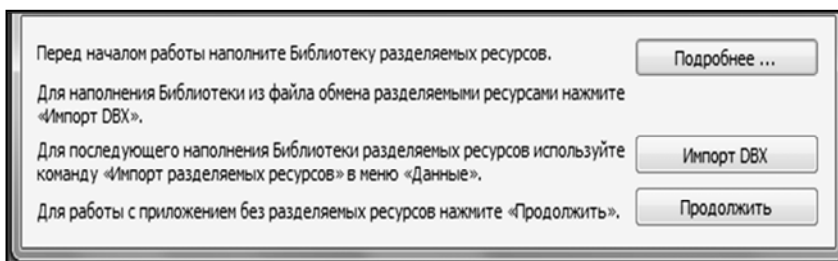 Перед началом работы наполните Библиотеку разделяемых ресурсов.
Подробнее ...
Для наполнения Библиотеки из файла обмена разделяемыми ресурсами нажмите
«Импорт DBX».
Для последующего наполнения Библиотеки разделяемых ресурсов используйте
команду «Импорт разделяемых ресурсов» в меню «Данные».
Импорт DBX
Для работы с приложением без разделяемых ресурсов нажмите «Продолжить».
Продолжить